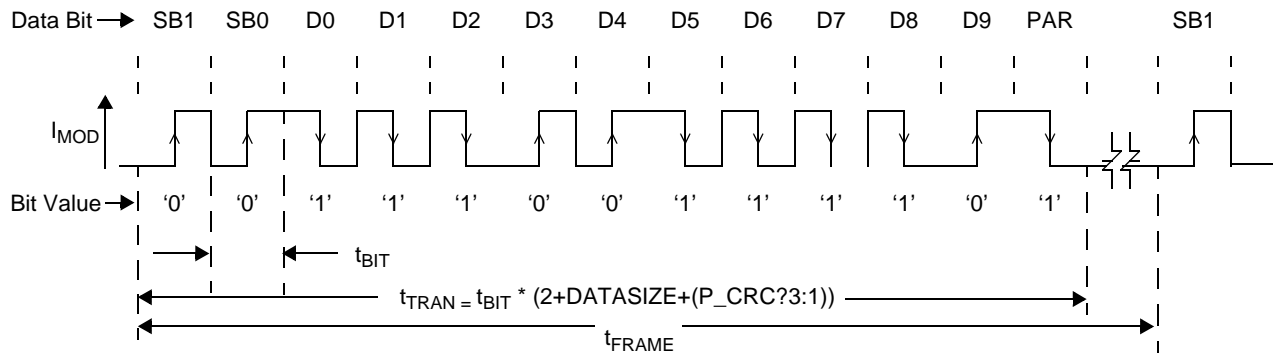 Data Bit SB1 SB0 D0 D1 D2 D3 D4 D5 D6 D7 D8 D9 PAR SB1
IMOD
Bit Value ‘0’ ‘0’ ‘1’ ‘1’ ‘1’ ‘0’ ‘0’ ‘1’ ‘1’ ‘1’ ‘1’ ‘0’ ‘1’
tBIT
tTRAN = tBIT * (2+DATASIZE+(P_CRC?3:1))
tFRAME